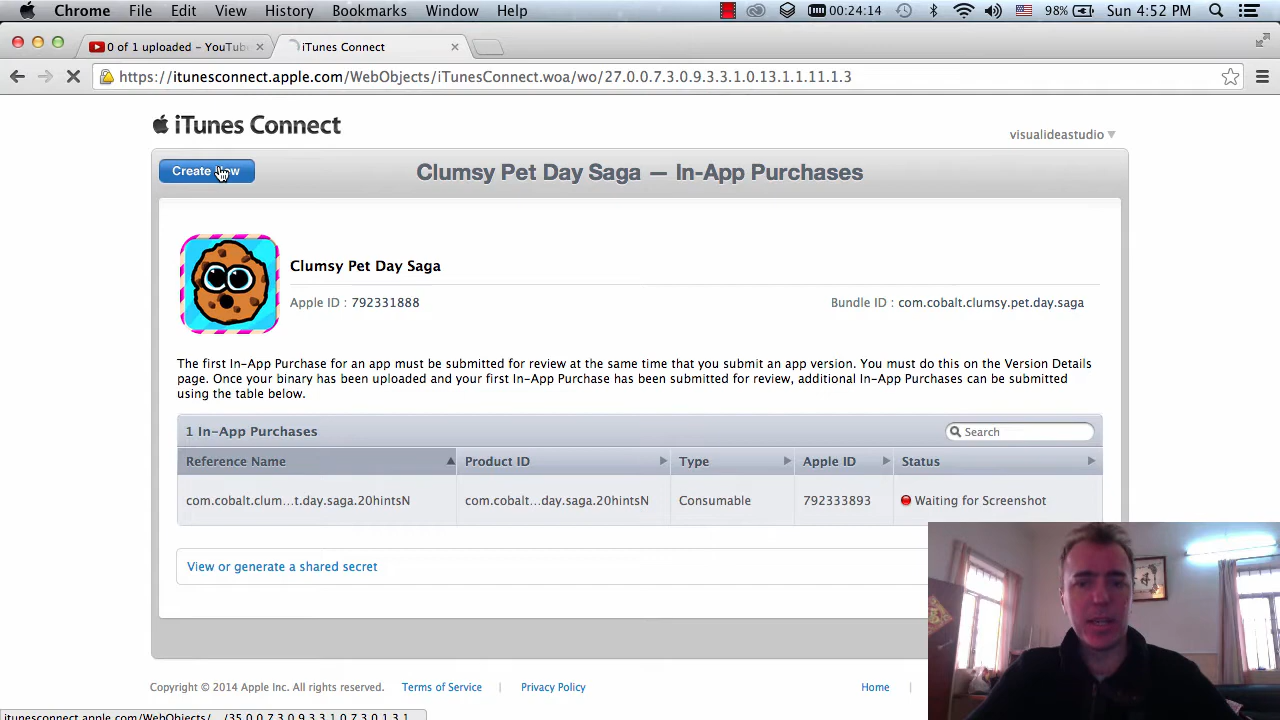 Chrome File Edit View History Bookmarks Window Help 00:24:14 98% Sun 4:52 PM
0 of 1 uploaded - YouTube
iTunes Connect
https://itunesconnect.apple.com/WebObjects/iTunesConnect.woa/wo/27.0.0.7.3.0.9.3.3.1.0.13.1.1.11.1.3
iTunes Connect
visualideastudio
Create New
Clumsy Pet Day Saga — In-App Purchases
Clumsy Pet Day Saga
Apple ID : 792331888
Bundle ID : com.cobalt.clumsy.pet.day.saga
The first In-App Purchase for an app must be submitted for review at the same time that you submit an app version. You must do this on the Version Details
page. Once your binary has been uploaded and your first In-App Purchase has been submitted for review, additional In-App Purchases can be submitted
using the table below.
1 In-App Purchases
Search
Reference Name Product ID Type Apple ID Status
com.cobalt.clum...t.day.saga.20hintsN com.cobalt...day.saga.20hintsN Consumable 792333893 Waiting for Screenshot
View or generate a shared secret
Copyright © 2014 Apple Inc. All rights reserved. | Terms of Service | Privacy Policy Home |